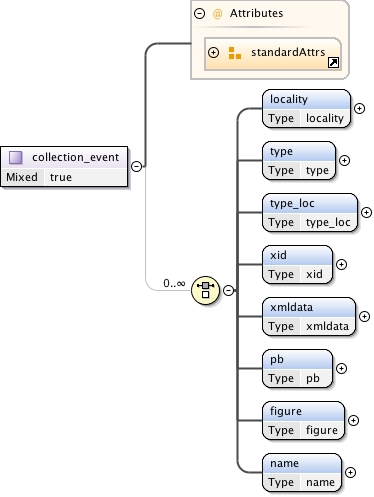 @ Attributes
standardAttrs
collection_event
Mixed true
0..∞
locality
Type locality
type
Type type
type_loc
Type type_loc
xid
Type xid
xmldata
Type xmldata
pb
Type pb
figure
Type figure
name
Type name